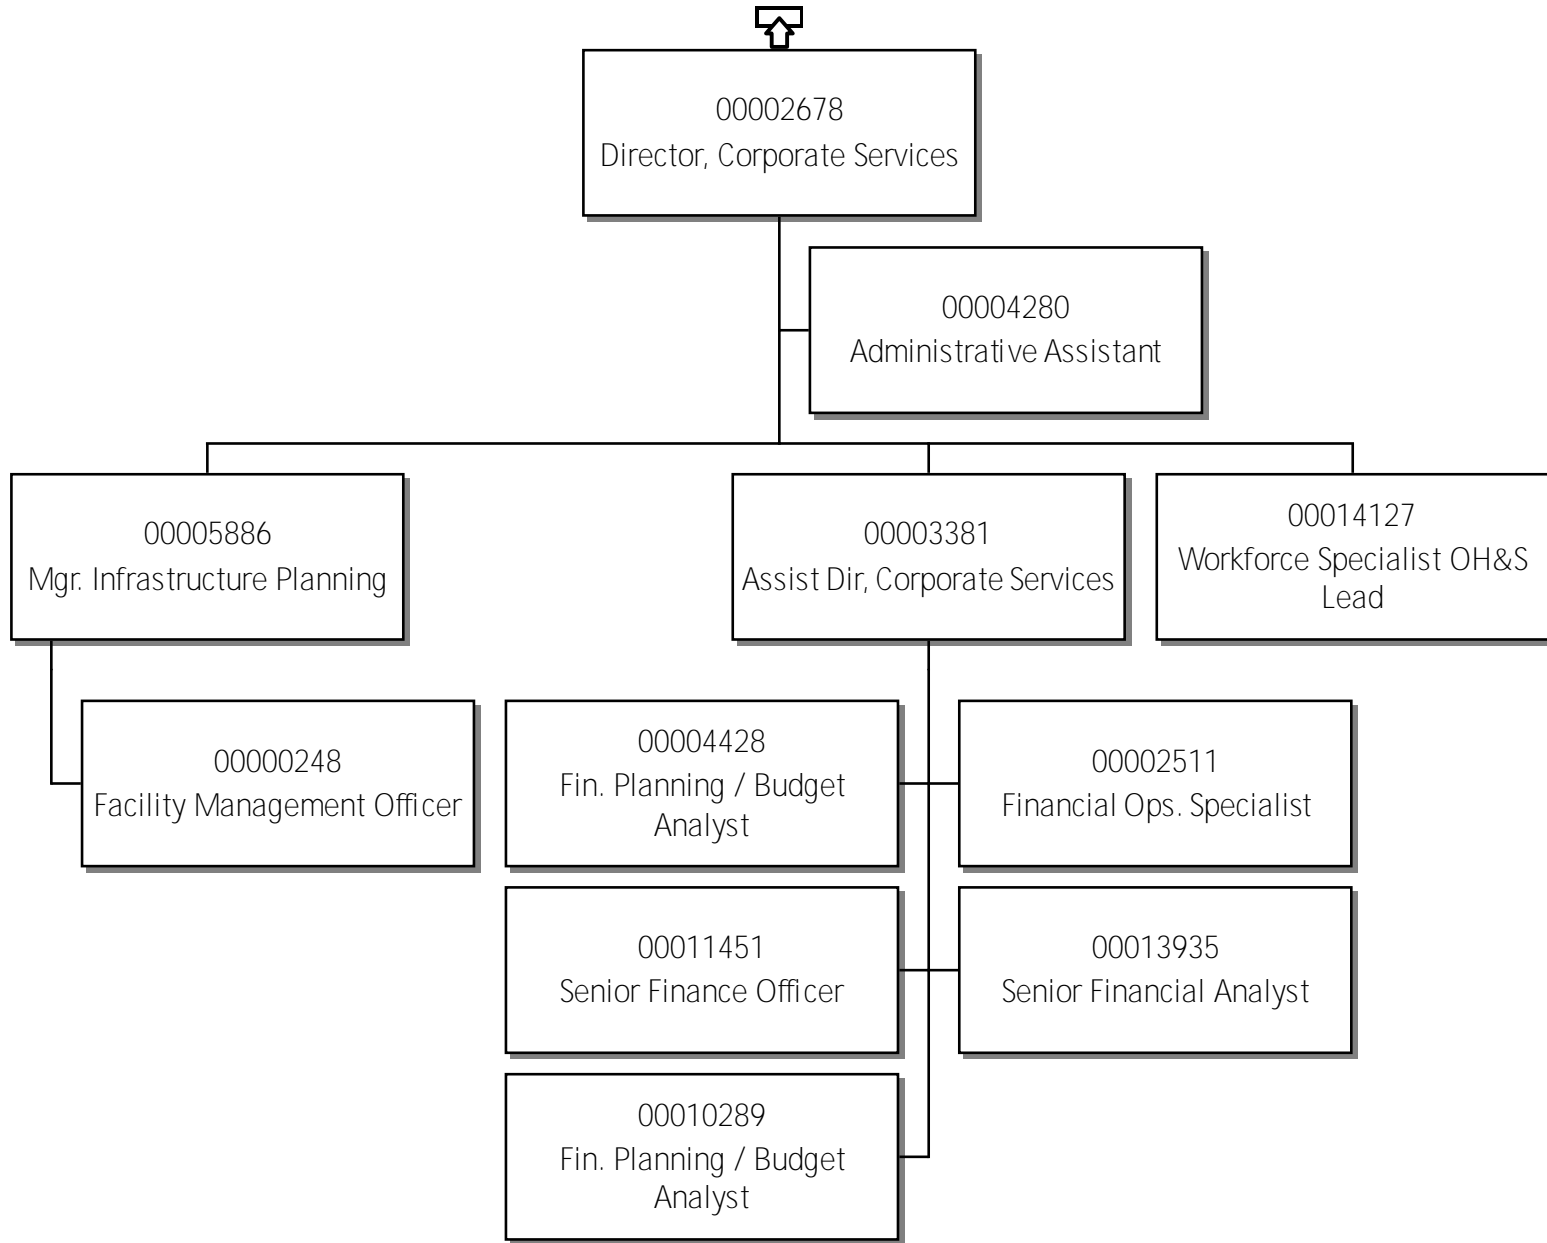 00002678
Director, Corporate Services
00004280
Administrative Assistant
00005886
Mgr. Infrastructure Planning
00003381
Assist Dir, Corporate Services
00014127
Workforce Specialist OH&S
Lead
00000248
Facility Management Officer
00004428
Fin. Planning / Budget
Analyst
00002511
Financial Ops. Specialist
00011451
Senior Finance Officer
00013935
Senior Financial Analyst
00010289
Fin. Planning / Budget
Analyst